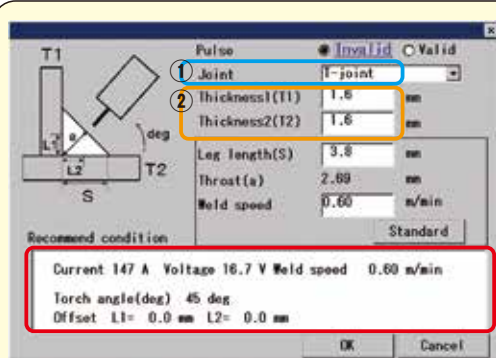 T1
Pulse Invalid Valid
① Joint T-joint
② Thickness1(T1) 1.6 mm
Thickness2(T2) 1.6 mm
deg
a
L1
L2
T2
S
Leg length(S) 3.8 mm
Throat(a) 2.69 mm
Weld speed 0.60 m/min
Standard
Recommend condition
Current 147 A Voltage 16.7 V Weld speed 0.60 m/min
Torch angle(deg) 45 deg
Offset L1= 0.0 mm L2= 0.0 mm
OK Cancel